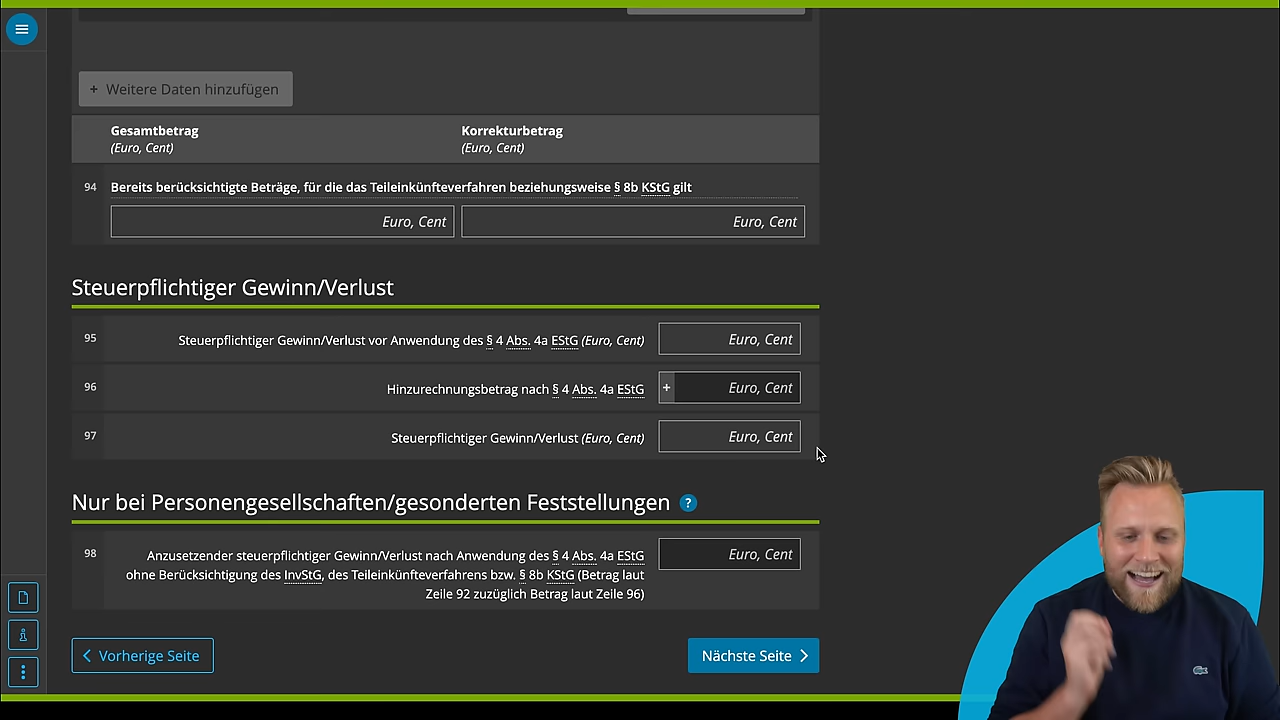 + Weitere Daten hinzufügen
Gesamtbetrag
(Euro, Cent)
Korrekturbetrag
(Euro, Cent)
94 Bereits berücksichtigte Beträge, für die das Teileinkünfteverfahren beziehungsweise § 8b KStG gilt
Euro, Cent
Euro, Cent
Steuerpflichtiger Gewinn/Verlust
95 Steuerpflichtiger Gewinn/Verlust vor Anwendung des § 4 Abs. 4a EStG (Euro, Cent) Euro, Cent
96 Hinzurechnungsbetrag nach § 4 Abs. 4a EStG + Euro, Cent
97 Steuerpflichtiger Gewinn/Verlust (Euro, Cent) Euro, Cent
Nur bei Personengesellschaften/gesonderten Feststellungen ?
98 Anzusetzender steuerpflichtiger Gewinn/Verlust nach Anwendung des § 4 Abs. 4a EStG Euro, Cent
ohne Berücksichtigung des InvStG, des Teileinkünfteverfahrens bzw. § 8b KStG (Betrag laut
Zeile 92 zuzüglich Betrag laut Zeile 96)
Vorherige Seite
Nächste Seite